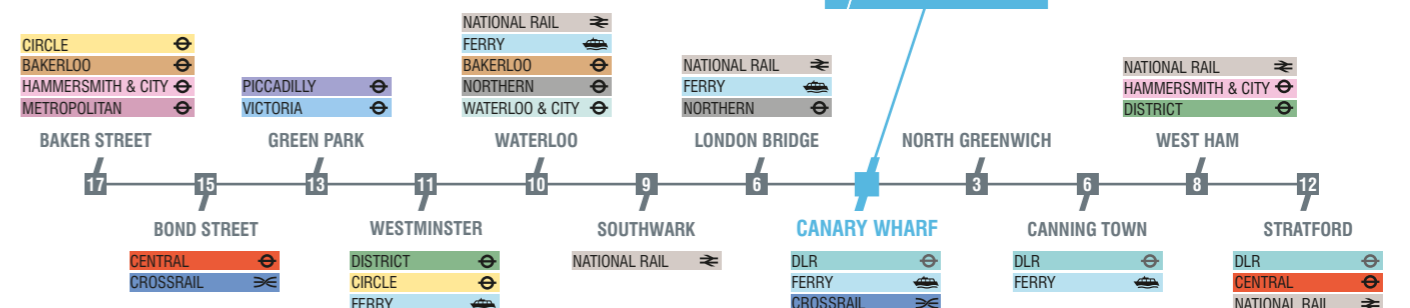 NATIONAL RAIL
FERRY
BAKERLOO
NORTHERN
WATERLOO & CITY
CIRCLE
BAKERLOO
HAMMERSMITH & CITY
METROPOLITAN
PICCADILLY
VICTORIA
NATIONAL RAIL
FERRY
NORTHERN
NATIONAL RAIL
HAMMERSMITH & CITY
DISTRICT
BAKER STREET
GREEN PARK
WATERLOO
LONDON BRIDGE
NORTH GREENWICH
WEST HAM
17 15 13 11 10 9 6 3 6 8 12
BOND STREET
WESTMINSTER
SOUTHWARK
CANARY WHARF
CANNING TOWN
STRATFORD
CENTRAL
CROSSRAIL
DISTRICT
CIRCLE
FERRY
NATIONAL RAIL
DLR
FERRY
CROSSRAIL
DLR
FERRY
DLR
CENTRAL
NATIONAL RAIL